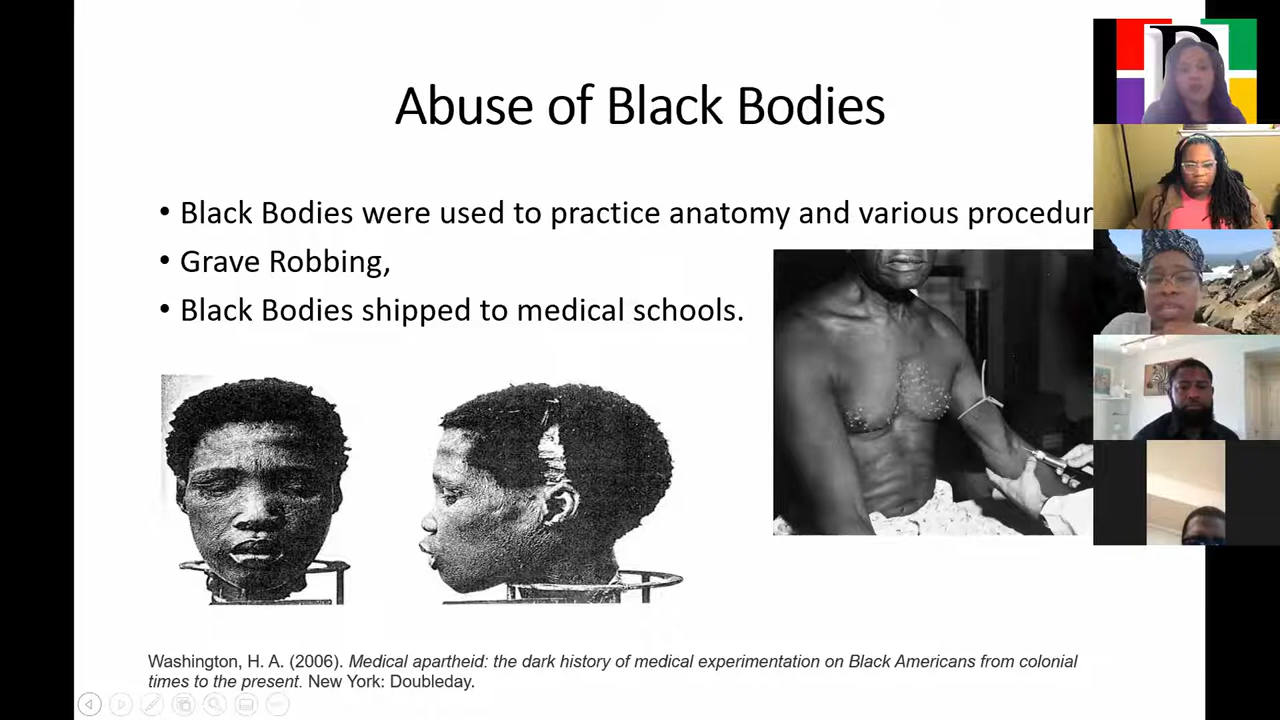 Abuse of Black Bodies
• Black Bodies were used to practice anatomy and various procedur
• Grave Robbing,
• Black Bodies shipped to medical schools.
Washington, H. A. (2006). Medical apartheid: the dark history of medical experimentation on Black Americans from colonial
times to the present. New York: Doubleday.